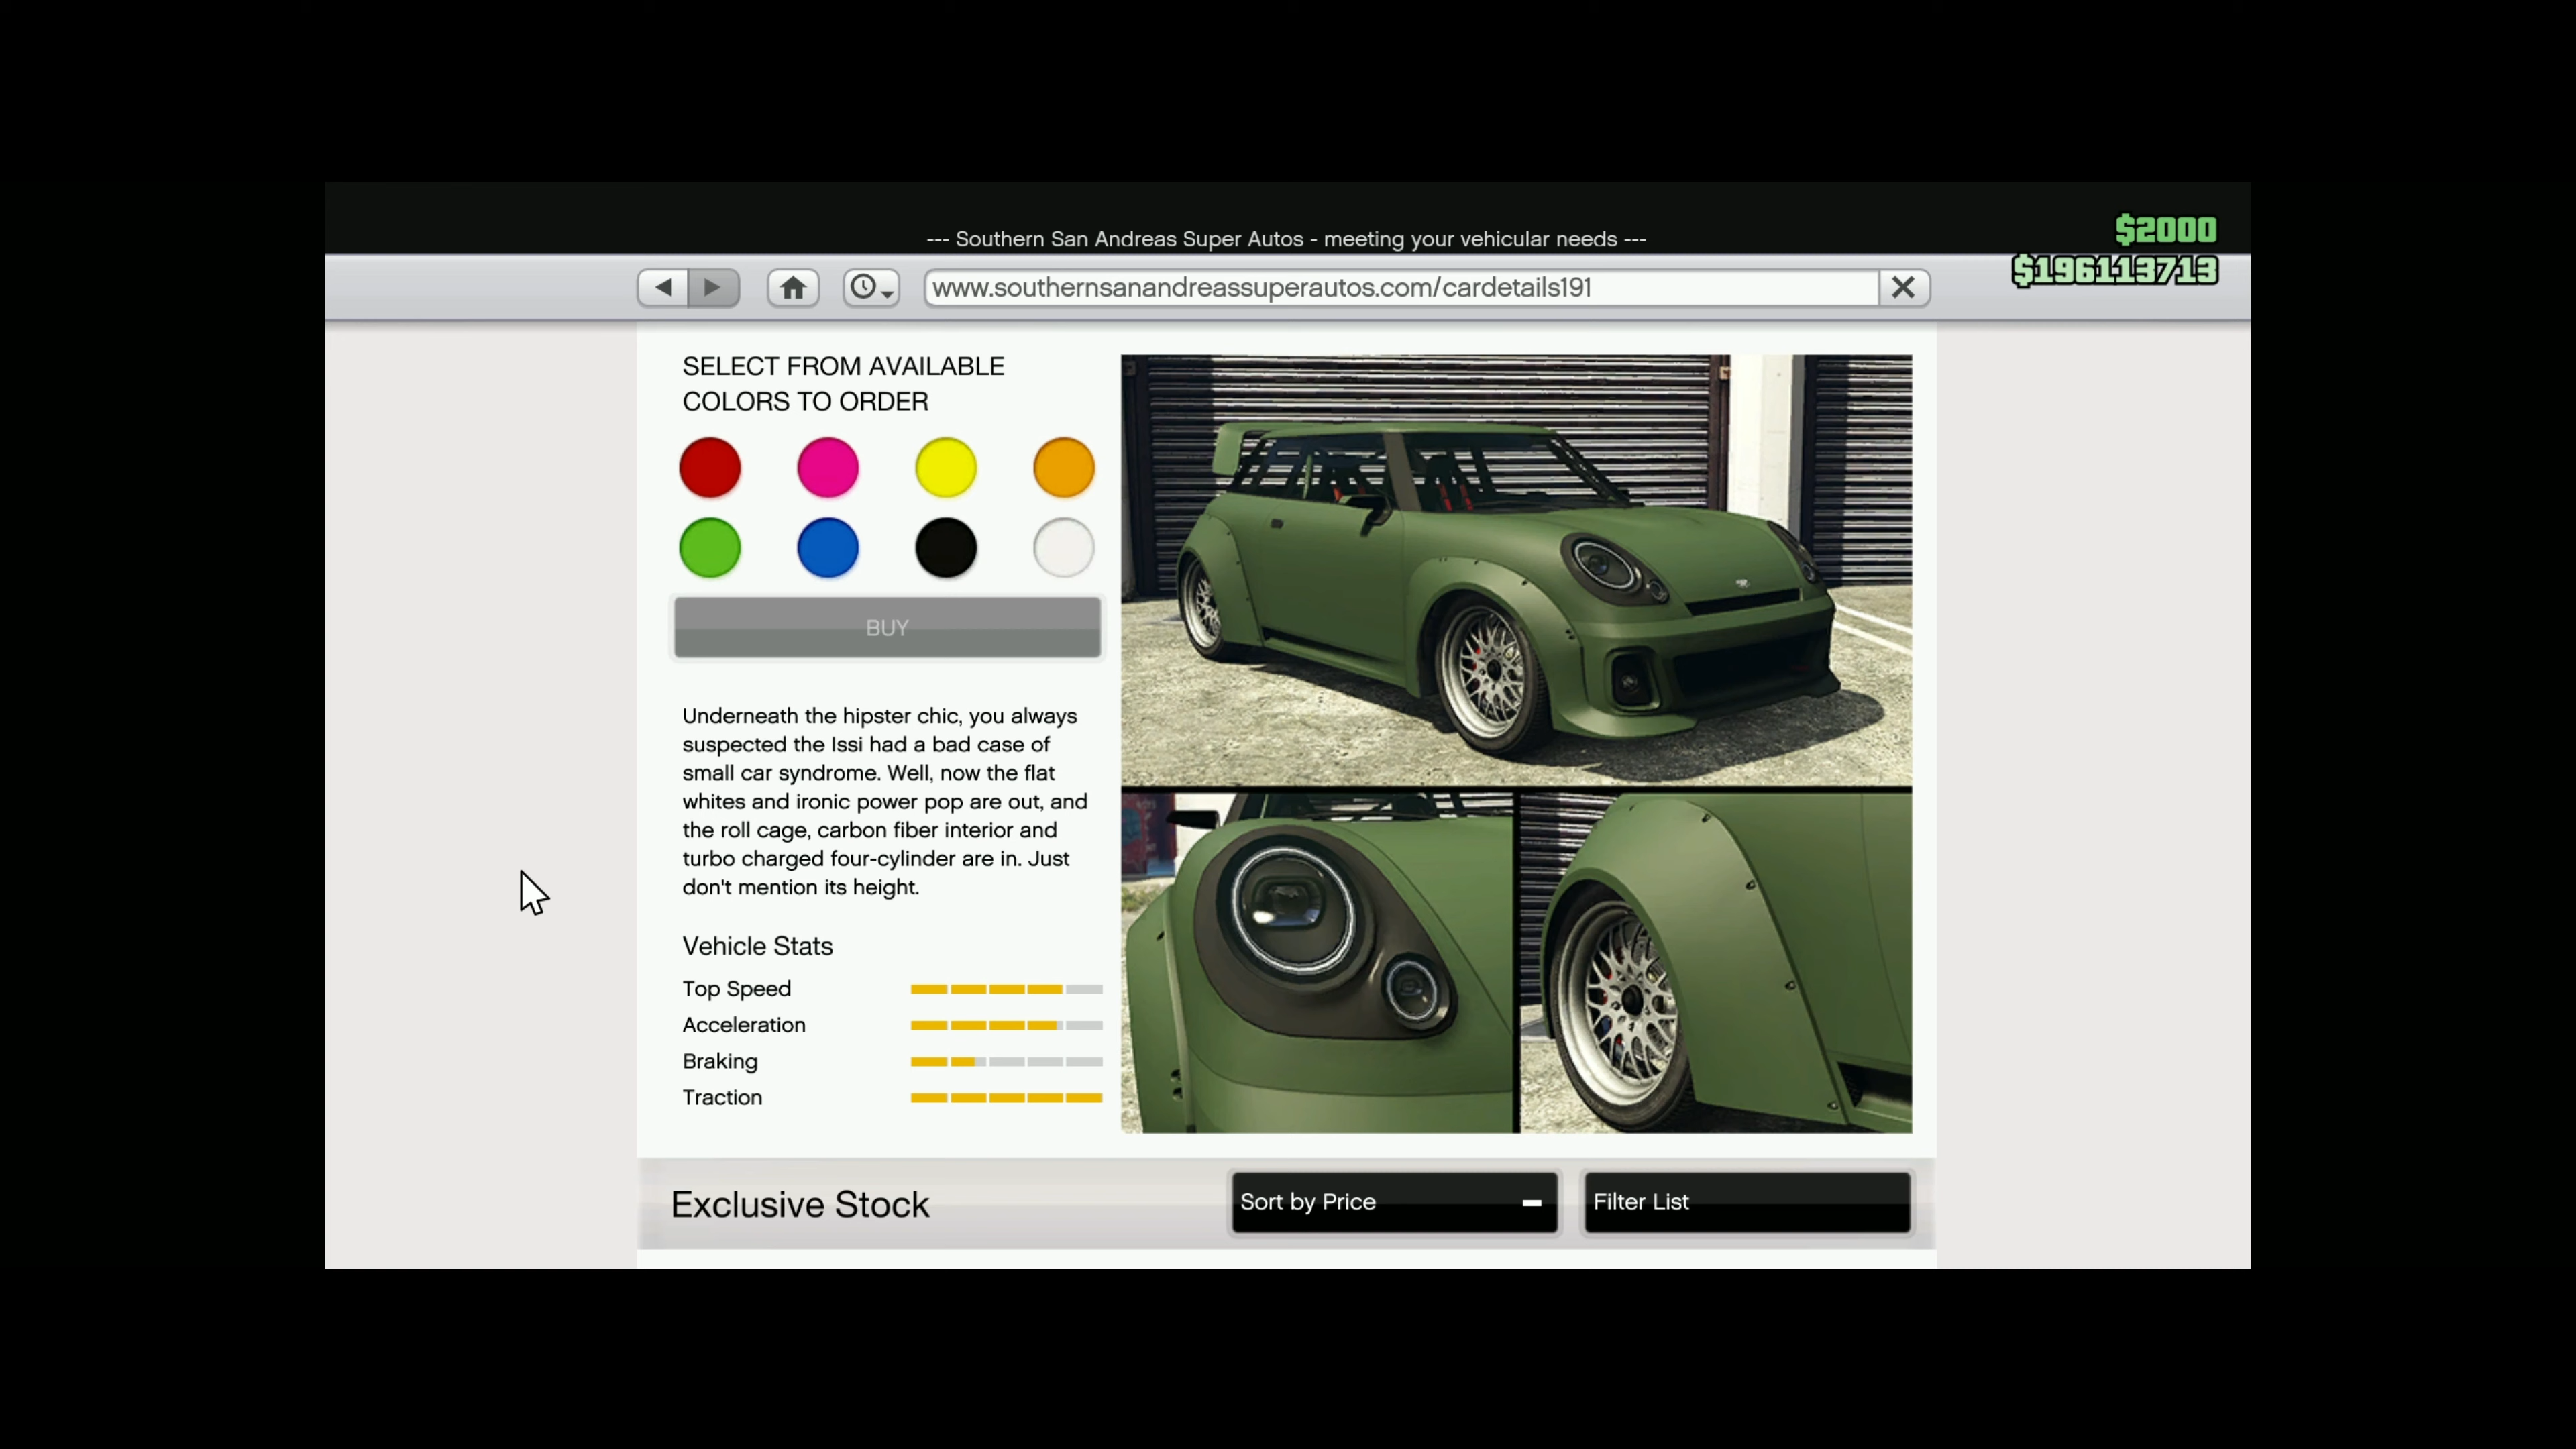 --- Southern San Andreas Super Autos - meeting your vehicular needs ---
$2000
$196113713
www.southernsanandreassuperautos.com/cardetails191
SELECT FROM AVAILABLE
COLORS TO ORDER
BUY
Underneath the hipster chic, you always
suspected the Issi had a bad case of
small car syndrome. Well, now the flat
whites and ironic power pop are out, and
the roll cage, carbon fiber interior and
turbo charged four-cylinder are in. Just
don't mention its height.
Vehicle Stats
Top Speed
Acceleration
Braking
Traction
Exclusive Stock
Sort by Price
Filter List